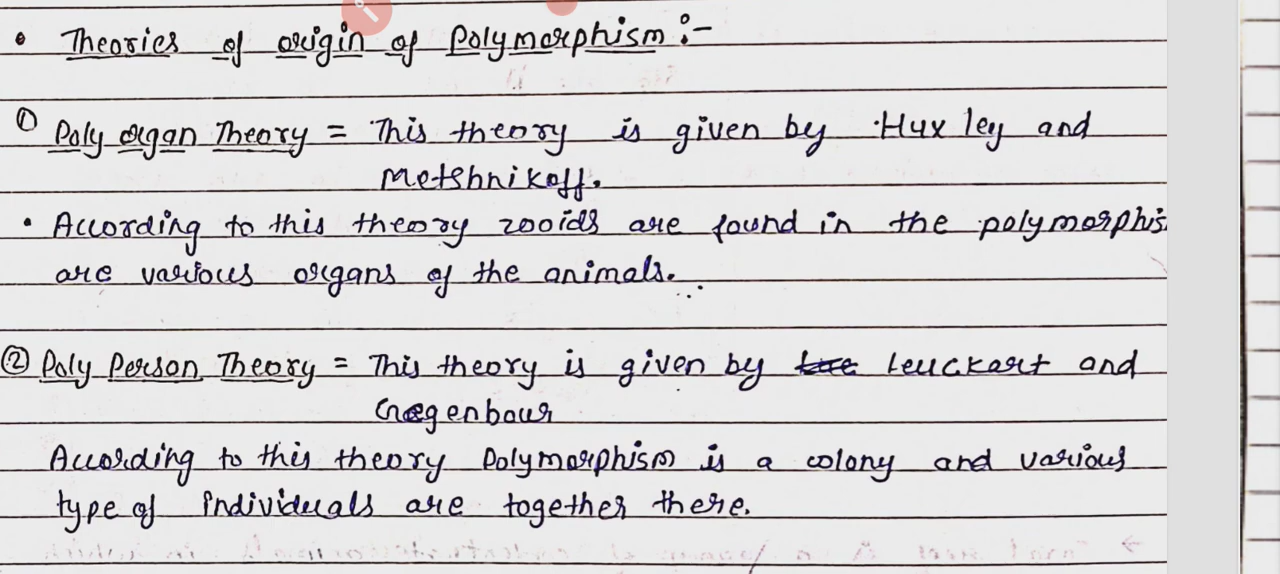 • Theories of origin of Polymorphism :-
① Poly organ Theory = This theory is given by Huxley and
Metshnikoff.
• According to this theory zooids are found in the polymorphis
are various organs of the animals.
② Poly Person Theory = This theory is given by Leuckart and
Gegenbour
According to this theory Polymorphism is a colony and various
type of individuals are together there.